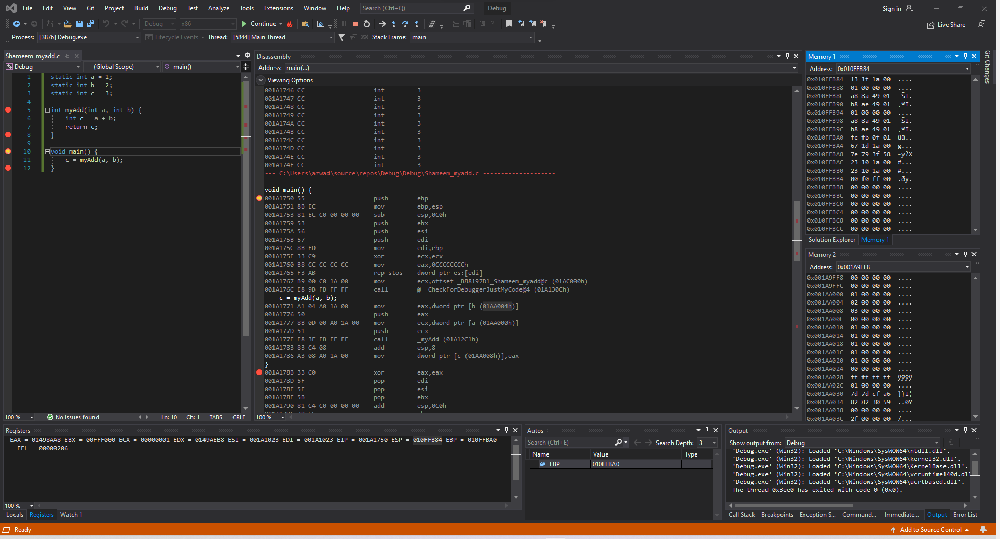 File Edit View Git Project Build Debug Test Analyze Tools Extensions Window Help Search (Ctrl+Q) Debug Sign in
Debug x86 Continue Live Share
Process: [3876] Debug.exe Lifecycle Events Thread: [5844] Main Thread Stack Frame: main
Shameem_myadd.c
Debug (Global Scope) main()
1 static int a = 1;
2 static int b = 2;
3 static int c = 3;
4
5 int myAdd(int a, int b) {
6 int c = a + b;
7 return c;
8 }
9
10 void main() {
11 c = myAdd(a, b);
12 }
100 % No issues found Ln: 10 Ch: 1 TABS CRLF
Disassembly
Address: main(...)
Viewing Options
001A1746 CC int 3
001A1747 CC int 3
001A1748 CC int 3
001A1749 CC int 3
001A174A CC int 3
001A174B CC int 3
001A174C CC int 3
001A174D CC int 3
001A174E CC int 3
001A174F CC int 3
--- C:\Users\azwad\source\repos\Debug\Debug\Shameem_myadd.c --------------------
void main() {
001A1750 55 push ebp
001A1751 8B EC mov ebp,esp
001A1753 81 EC C0 00 00 00 sub esp,0C0h
001A1759 53 push ebx
001A175A 56 push esi
001A175B 57 push edi
001A175C 8B FD mov edi,ebp
001A175E 33 C9 xor ecx,ecx
001A1760 B8 CC CC CC CC mov eax,0CCCCCCCCh
001A1765 F3 AB rep stos dword ptr es:[edi]
001A1767 B9 00 C0 1A 00 mov ecx,offset _B88197D1_Shameem_myadd@c (01AC000h)
001A176C E8 9B FB FF FF call @__CheckForDebuggerJustMyCode@4 (01A130Ch)
c = myAdd(a, b);
001A1771 A1 04 A0 1A 00 mov eax,dword ptr [b (01AA004h)]
001A1776 50 push eax
001A1777 8B 0D 00 A0 1A 00 mov ecx,dword ptr [a (01AA000h)]
001A177D 51 push ecx
001A177E E8 3E FB FF FF call _myAdd (01A12C1h)
001A1783 83 C4 08 add esp,8
001A1786 A3 08 A0 1A 00 mov dword ptr [c (01AA008h)],eax
}
001A178B 33 C0 xor eax,eax
001A178D 5F pop edi
001A178E 5E pop esi
001A178F 5B pop ebx
001A1790 81 C4 C0 00 00 00 add esp,0C0h
100 %
Memory 1
Address: 0x010FFB84
0x010FFB84 13 1f 1a 00 ....
0x010FFB88 01 00 00 00 ....
0x010FFB8C a8 8a 49 01 ¨ŠI.
0x010FFB90 b8 ae 49 01 ¸®I.
0x010FFB94 01 00 00 00 ....
0x010FFB98 a8 8a 49 01 ¨ŠI.
0x010FFB9C b8 ae 49 01 ¸®I.
0x010FFBA0 fc fb 0f 01 üû..
0x010FFBA4 67 1d 1a 00 g...
0x010FFBA8 7e 79 3f 58 ~y?X
0x010FFBAC 23 10 1a 00 #...
0x010FFBB0 23 10 1a 00 #...
0x010FFBB4 00 f0 ff 00 .ðÿ.
0x010FFBB8 00 00 00 00 ....
0x010FFBBC 00 00 00 00 ....
0x010FFBC0 00 00 00 00 ....
0x010FFBC4 00 00 00 00 ....
0x010FFBC8 00 00 00 00 ....
0x010FFBCC 00 00 00 00 ....
Solution Explorer Memory 1
Memory 2
Address: 0x001A9FF8
0x001A9FF8 00 00 00 00 ....
0x001A9FFC 00 00 00 00 ....
0x001AA000 01 00 00 00 ....
0x001AA004 02 00 00 00 ....
0x001AA008 03 00 00 00 ....
0x001AA00C 00 00 00 00 ....
0x001AA010 01 00 00 00 ....
0x001AA014 01 00 00 00 ....
0x001AA018 01 00 00 00 ....
0x001AA01C 01 00 00 00 ....
0x001AA020 01 00 00 00 ....
0x001AA024 00 00 00 00 ....
0x001AA028 ff ff ff ff ÿÿÿÿ
0x001AA02C 01 00 00 00 ....
0x001AA030 7d 7d cf a6 }}Ï¦
0x001AA034 82 82 30 59 ..0Y
0x001AA038 00 00 00 00 ....
0x001AA03C 2f 00 00 00 /...
Git Changes
Registers
EAX = 01498AA8 EBX = 00FFF000 ECX = 00000001 EDX = 0149AEB8 ESI = 001A1023 EDI = 001A1023 EIP = 001A1750 ESP = 010FFB84 EBP = 010FFBA0
EFL = 00000206
100 %
Locals Registers Watch 1
Autos
Search (Ctrl+E) Search Depth: 3
Name Value Type
EBP 010FFBA0
Output
Show output from: Debug
'Debug.exe' (Win32): Loaded 'C:\Windows\SysWOW64\ntdll.dll'.
'Debug.exe' (Win32): Loaded 'C:\Windows\SysWOW64\kernel32.dll'.
'Debug.exe' (Win32): Loaded 'C:\Windows\SysWOW64\KernelBase.dll'.
'Debug.exe' (Win32): Loaded 'C:\Windows\SysWOW64\vcruntime140d.dll
'Debug.exe' (Win32): Loaded 'C:\Windows\SysWOW64\ucrtbased.dll'.
The thread 0x3ee0 has exited with code 0 (0x0).
Call Stack Breakpoints Exception S... Command... Immediate... Output Error List
Ready Add to Source Control